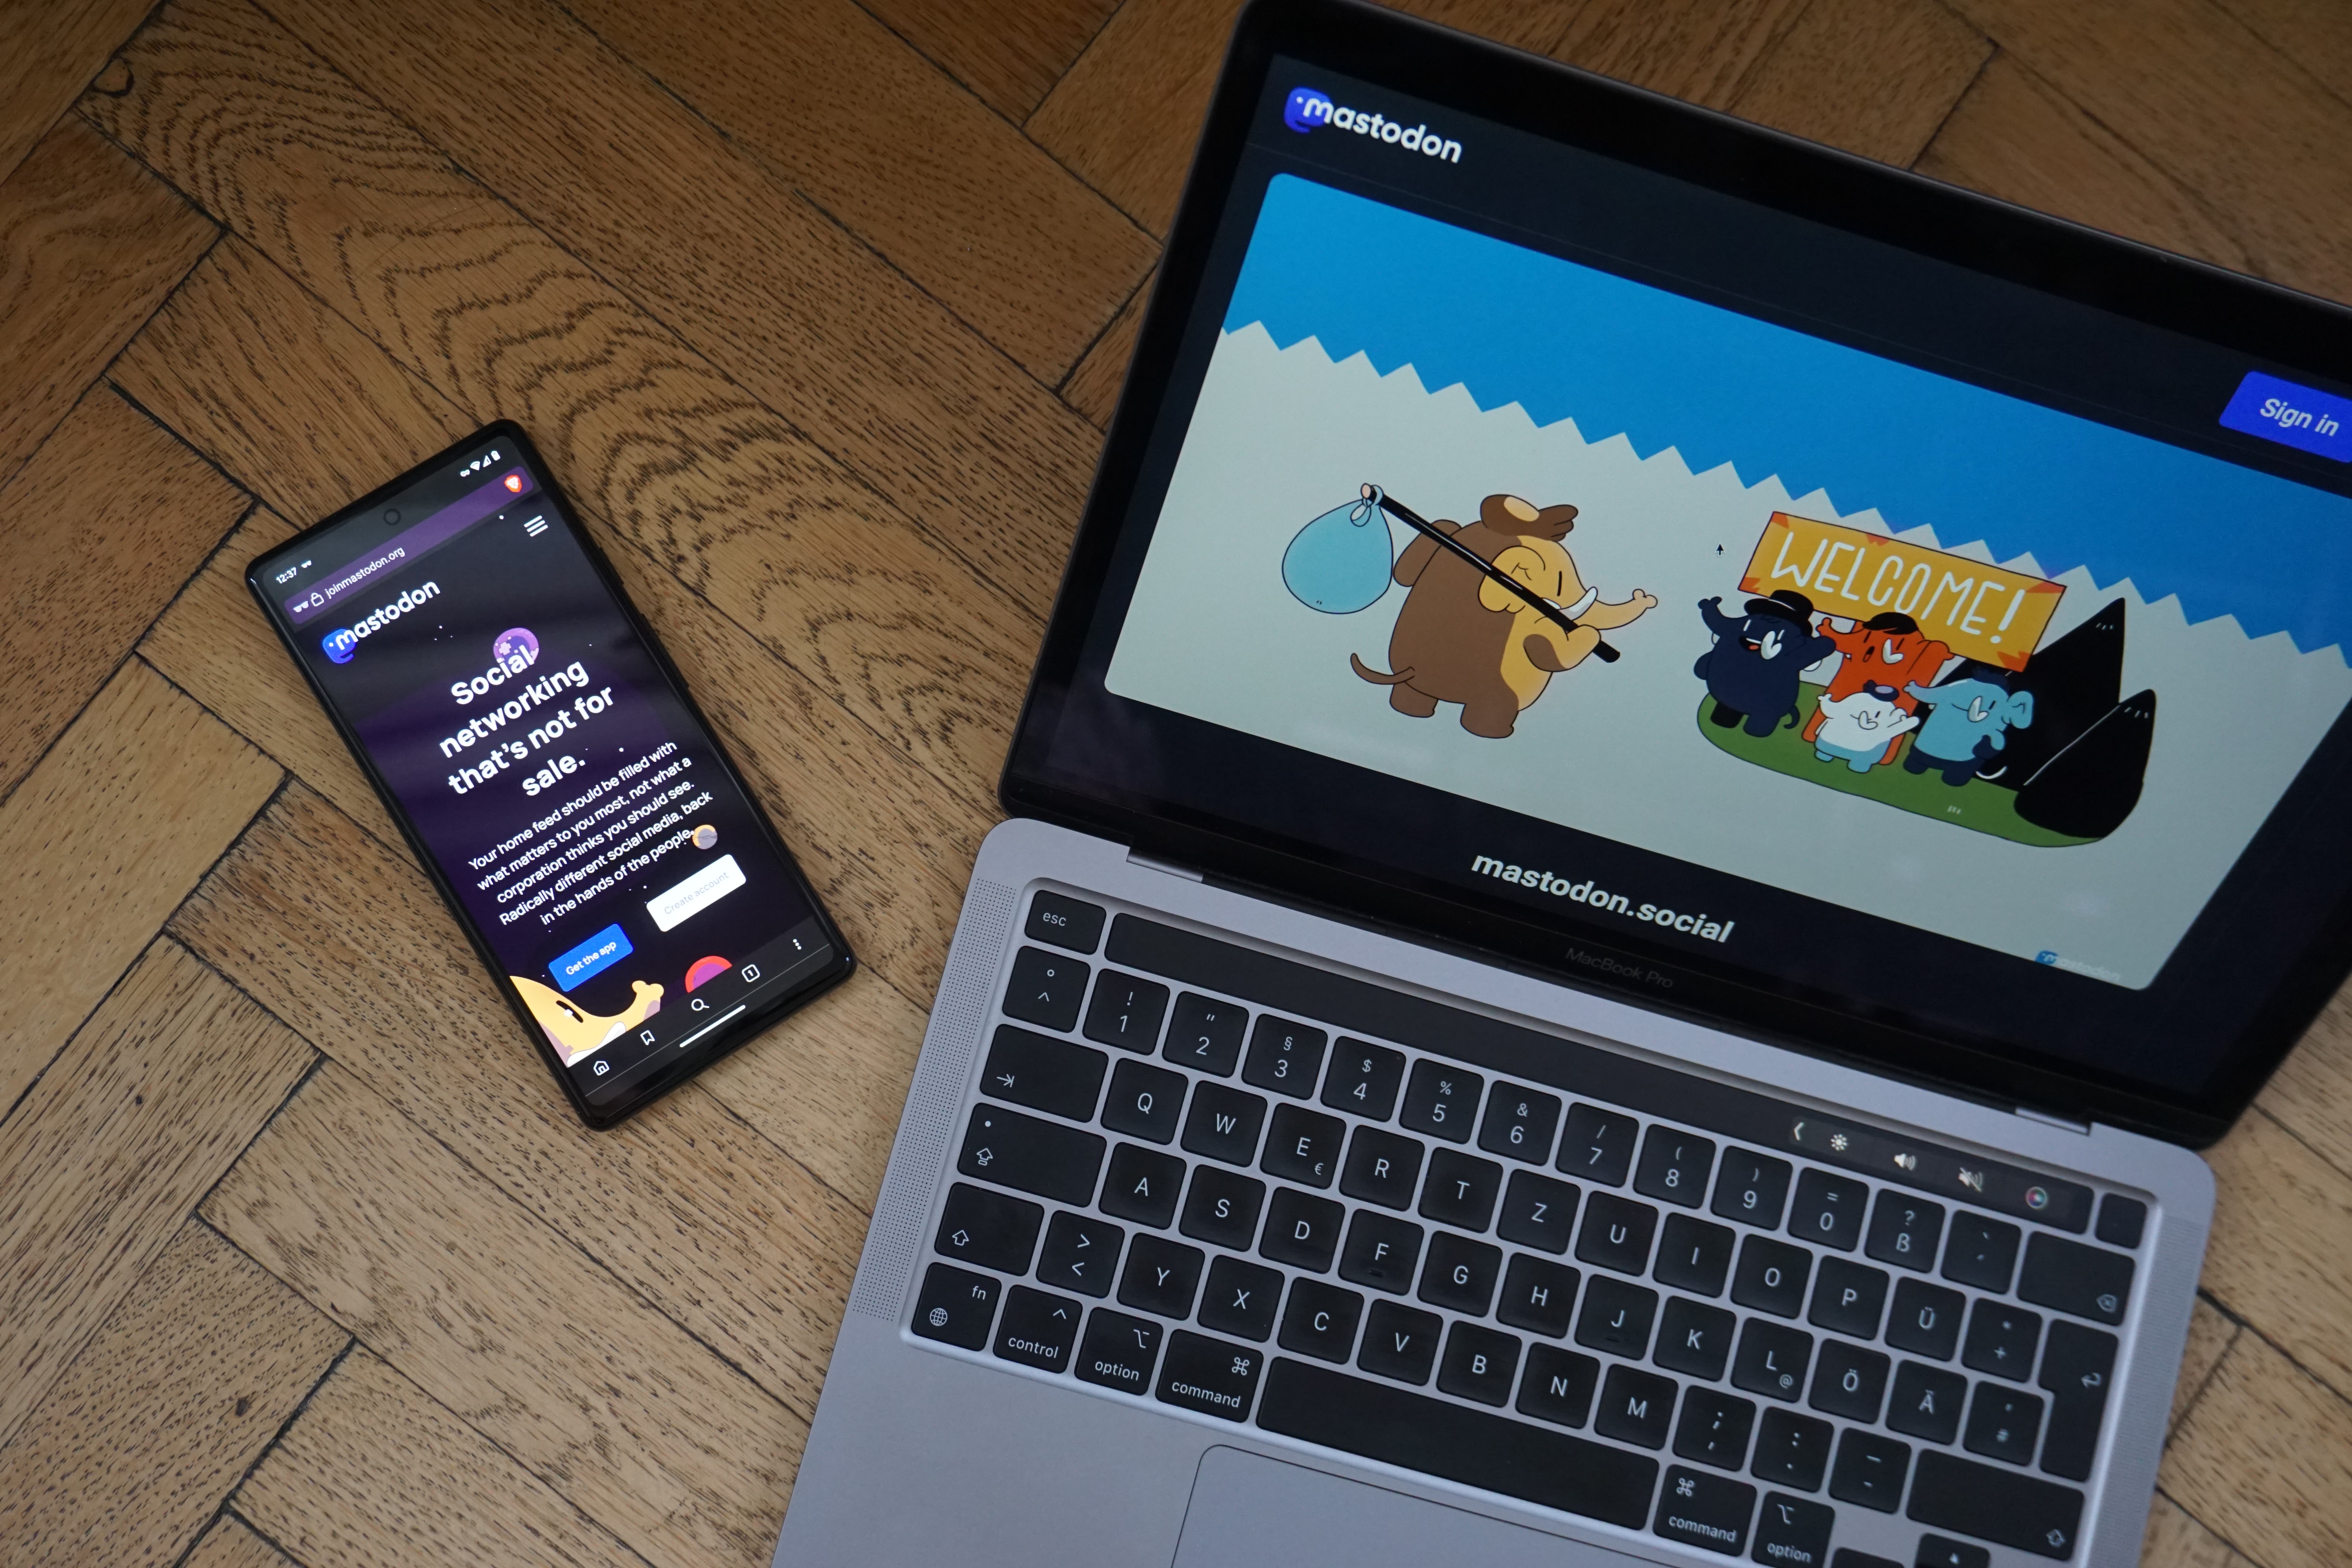 12:37
joinmastodon.org
mastodon
Social
networking
that's not for
sale.
Your home feed should be filled with
what matters to you most, not what a
corporation thinks you should see.
Radically different social media, back
in the hands of the people.
Create account
Get the app
1
mastodon
Sign in
WELCOME!
mastodon
mastodon.social
MacBook Pro
esc
° ^
! 1
" 2
§ 3
$ 4
% 5
& 6
/ 7
( 8
) 9
= 0
? ß
` ´
Q W E € R T Z U I O P Ü * +
A S D F G H J K L @ Ö Ä ' #
> < Y X C V B N M ; , : . _ -
fn control ^ option command command option